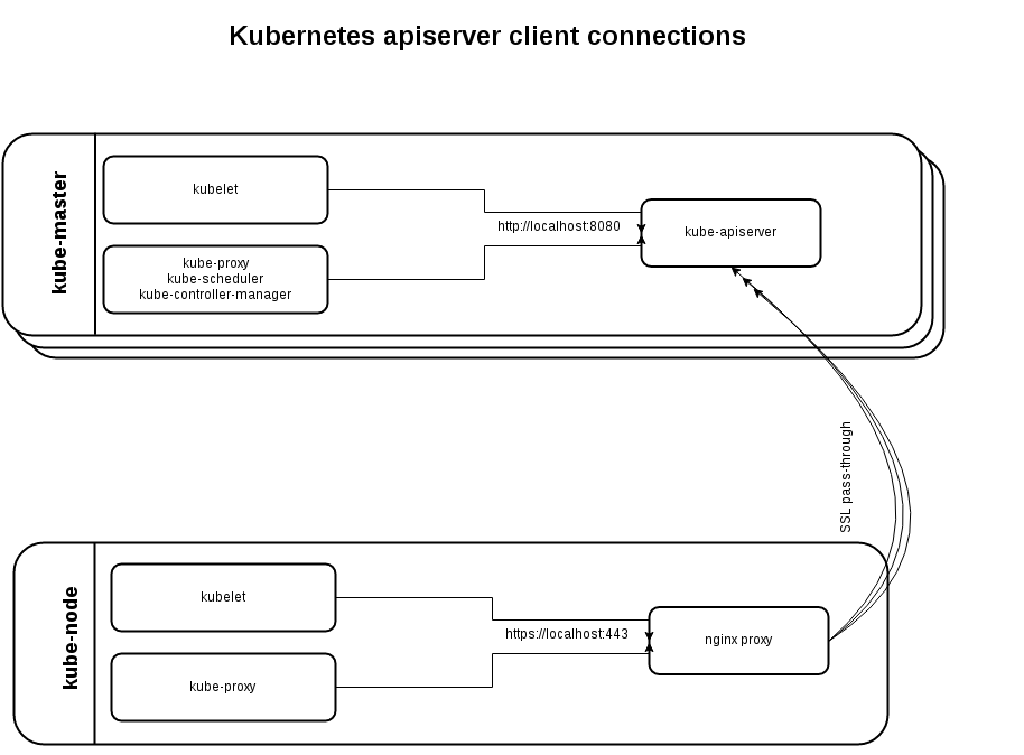 Kubernetes apiserver client connections
kube-master
kubelet
kube-proxy
kube-scheduler
kube-controller-manager
http://localhost:8080
kube-apiserver
SSL pass-through
kube-node
kubelet
kube-proxy
https://localhost:443
nginx proxy